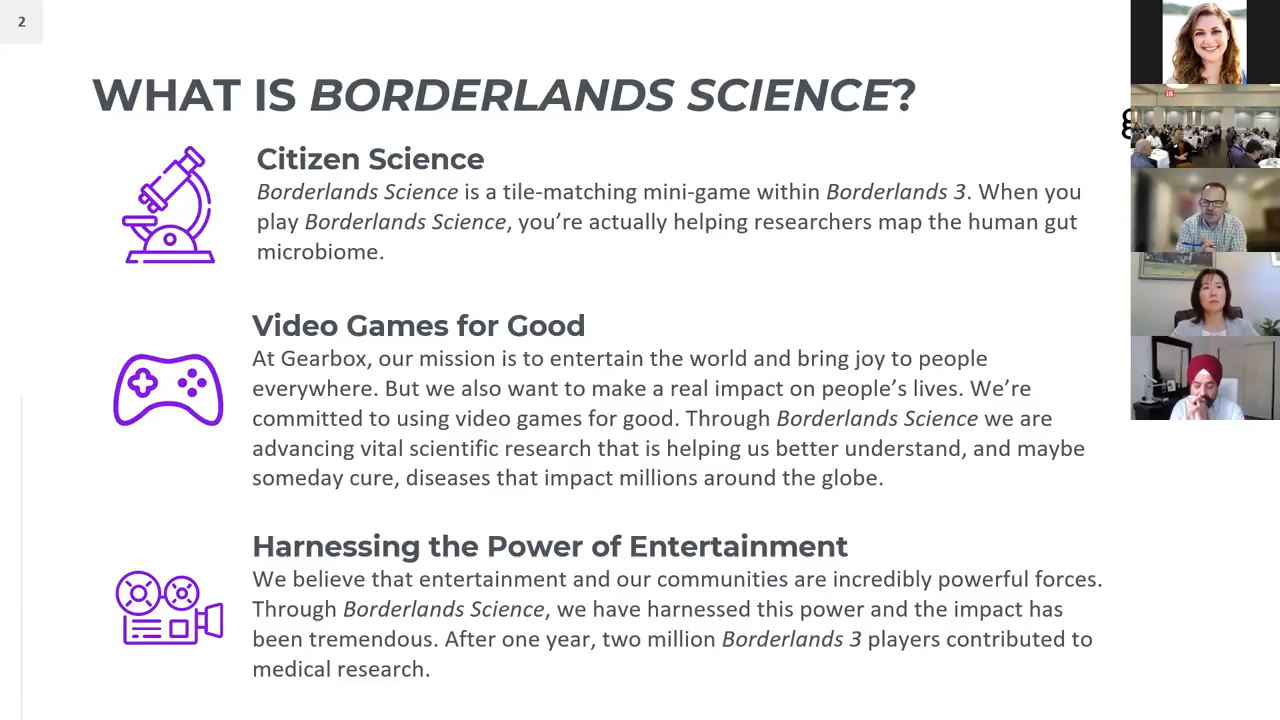 2
WHAT IS BORDERLANDS SCIENCE?
Citizen Science
Borderlands Science is a tile-matching mini-game within Borderlands 3. When you
play Borderlands Science, you’re actually helping researchers map the human gut
microbiome.
Video Games for Good
At Gearbox, our mission is to entertain the world and bring joy to people
everywhere. But we also want to make a real impact on people’s lives. We’re
committed to using video games for good. Through Borderlands Science we are
advancing vital scientific research that is helping us better understand, and maybe
someday cure, diseases that impact millions around the globe.
Harnessing the Power of Entertainment
We believe that entertainment and our communities are incredibly powerful forces.
Through Borderlands Science, we have harnessed this power and the impact has
been tremendous. After one year, two million Borderlands 3 players contributed to
medical research.